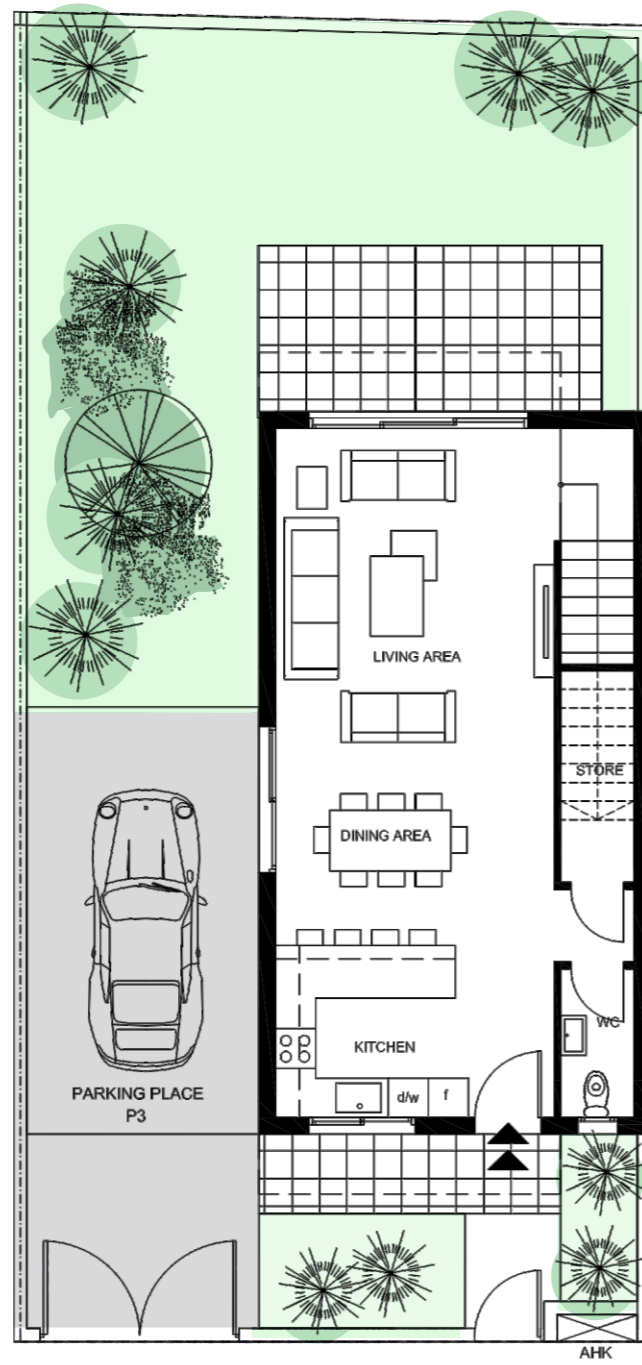 LIVING AREA
STORE
DINING AREA
WC
KITCHEN
d/w
f
PARKING PLACE
P3
AHK